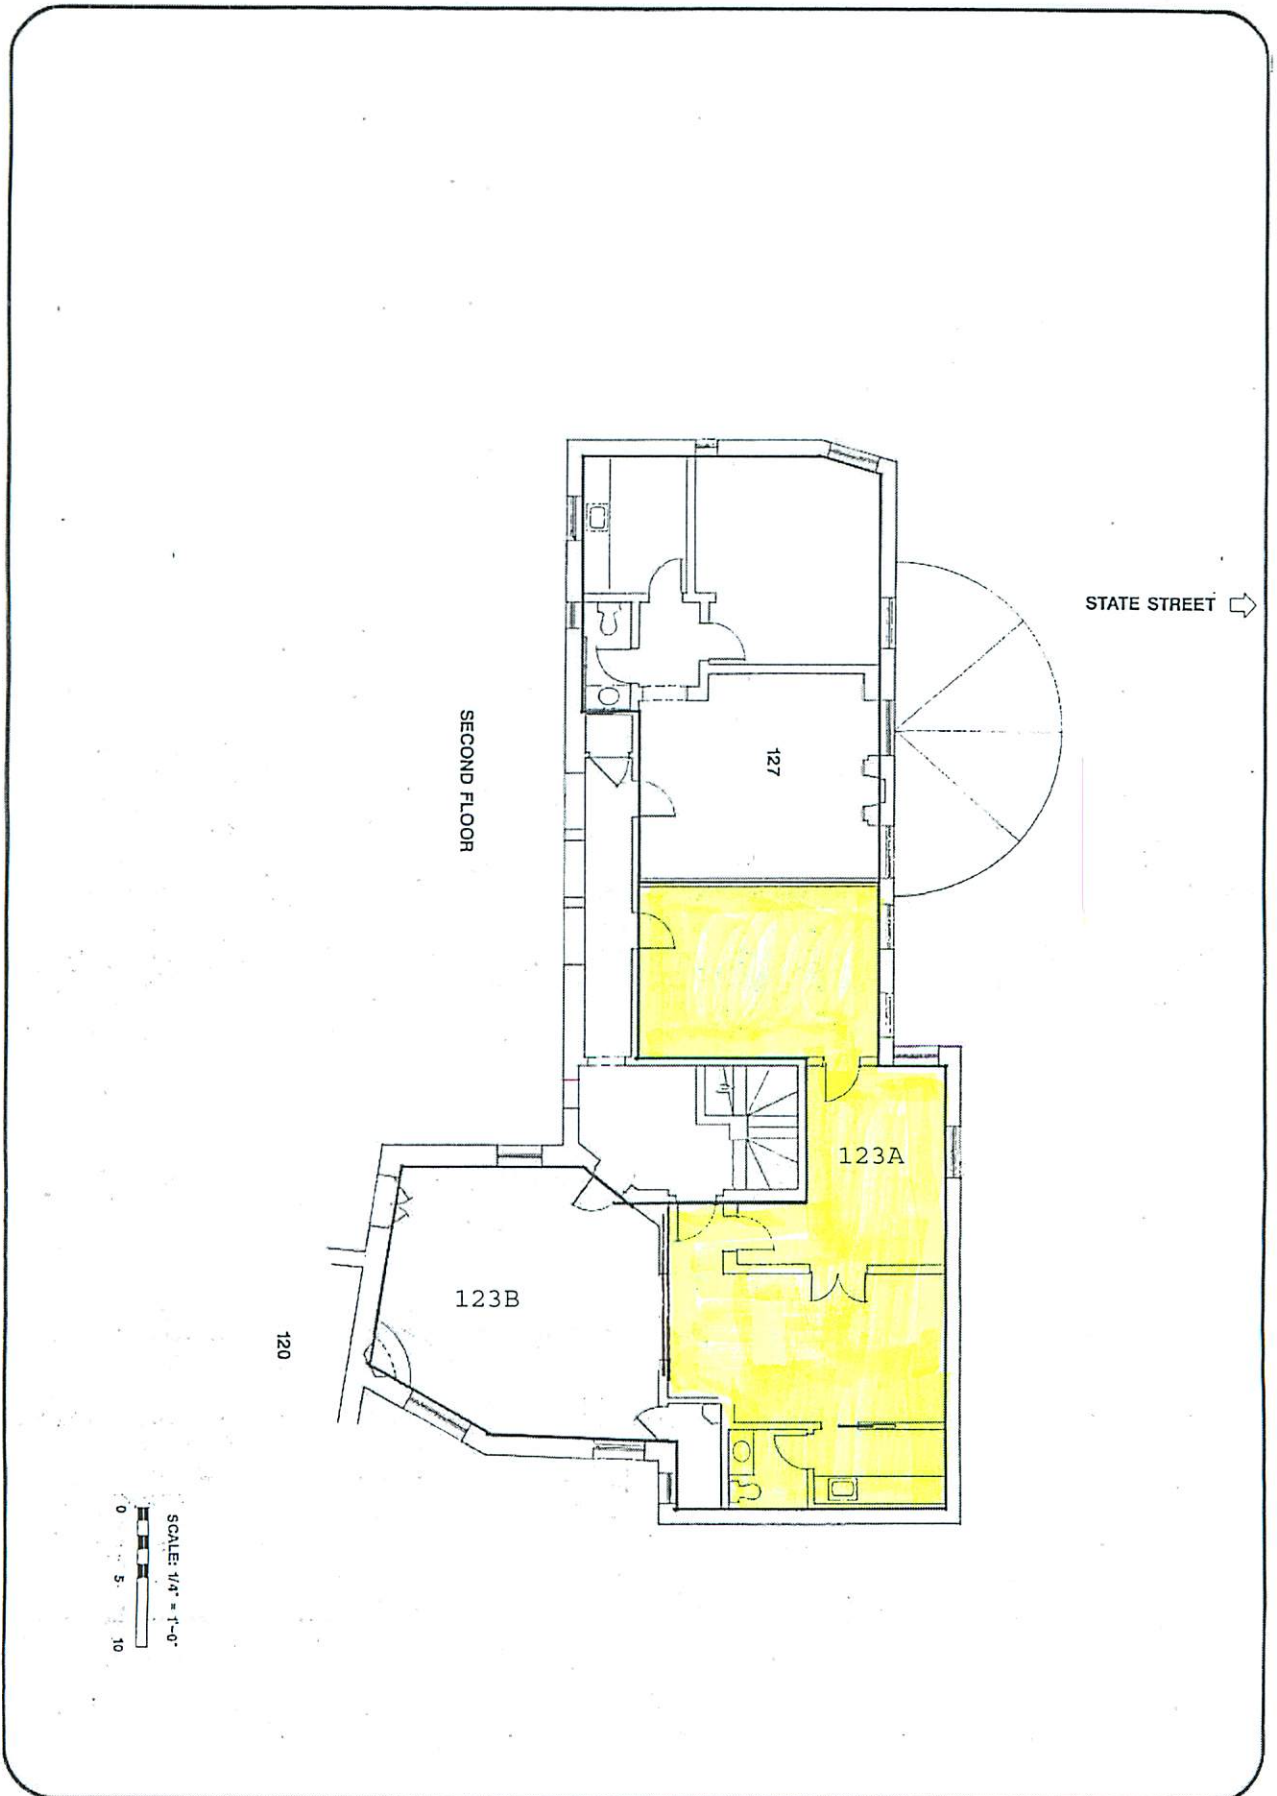 STATE STREET
SECOND FLOOR
127
123A
123B
120
SCALE: 1/4" = 1'-0"
0 5 10